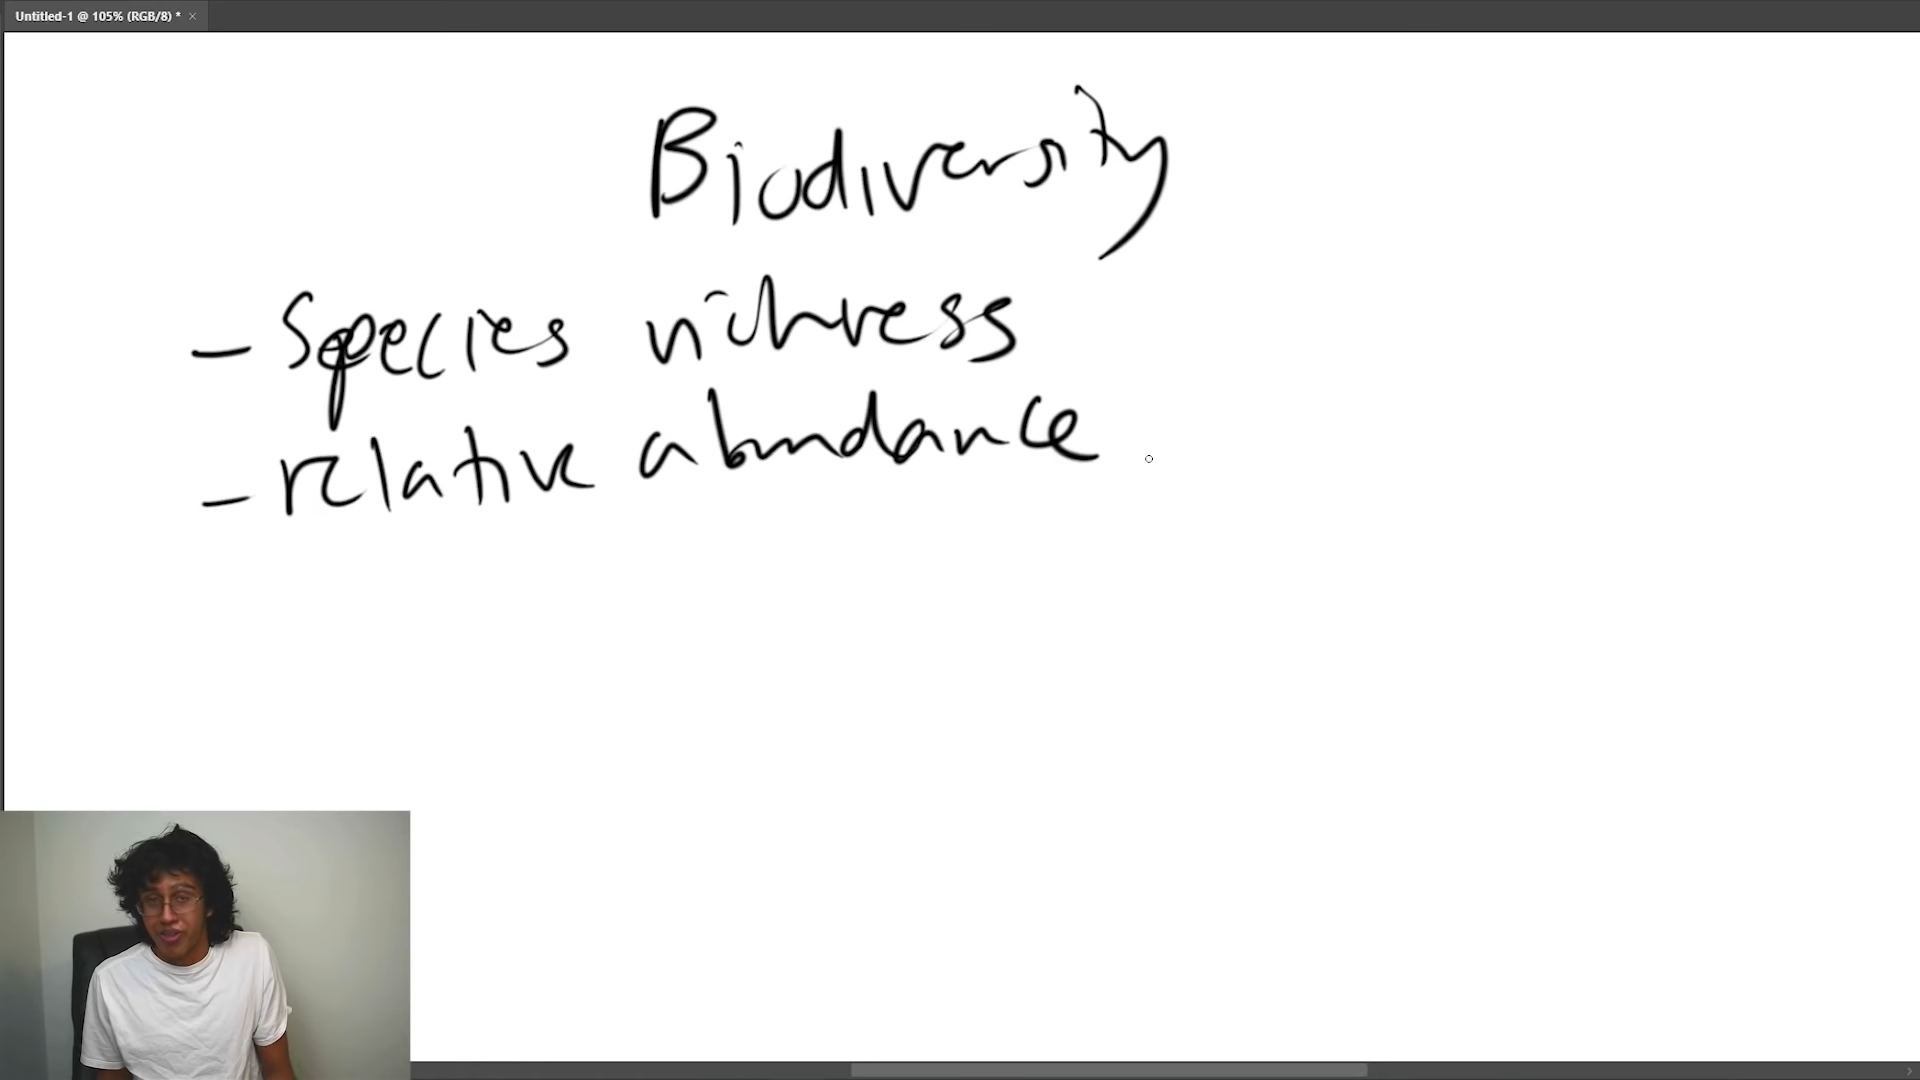 Untitled-1 @ 105% (RGB/8) * ×
Biodiversity
- Species richness
- relative abundance